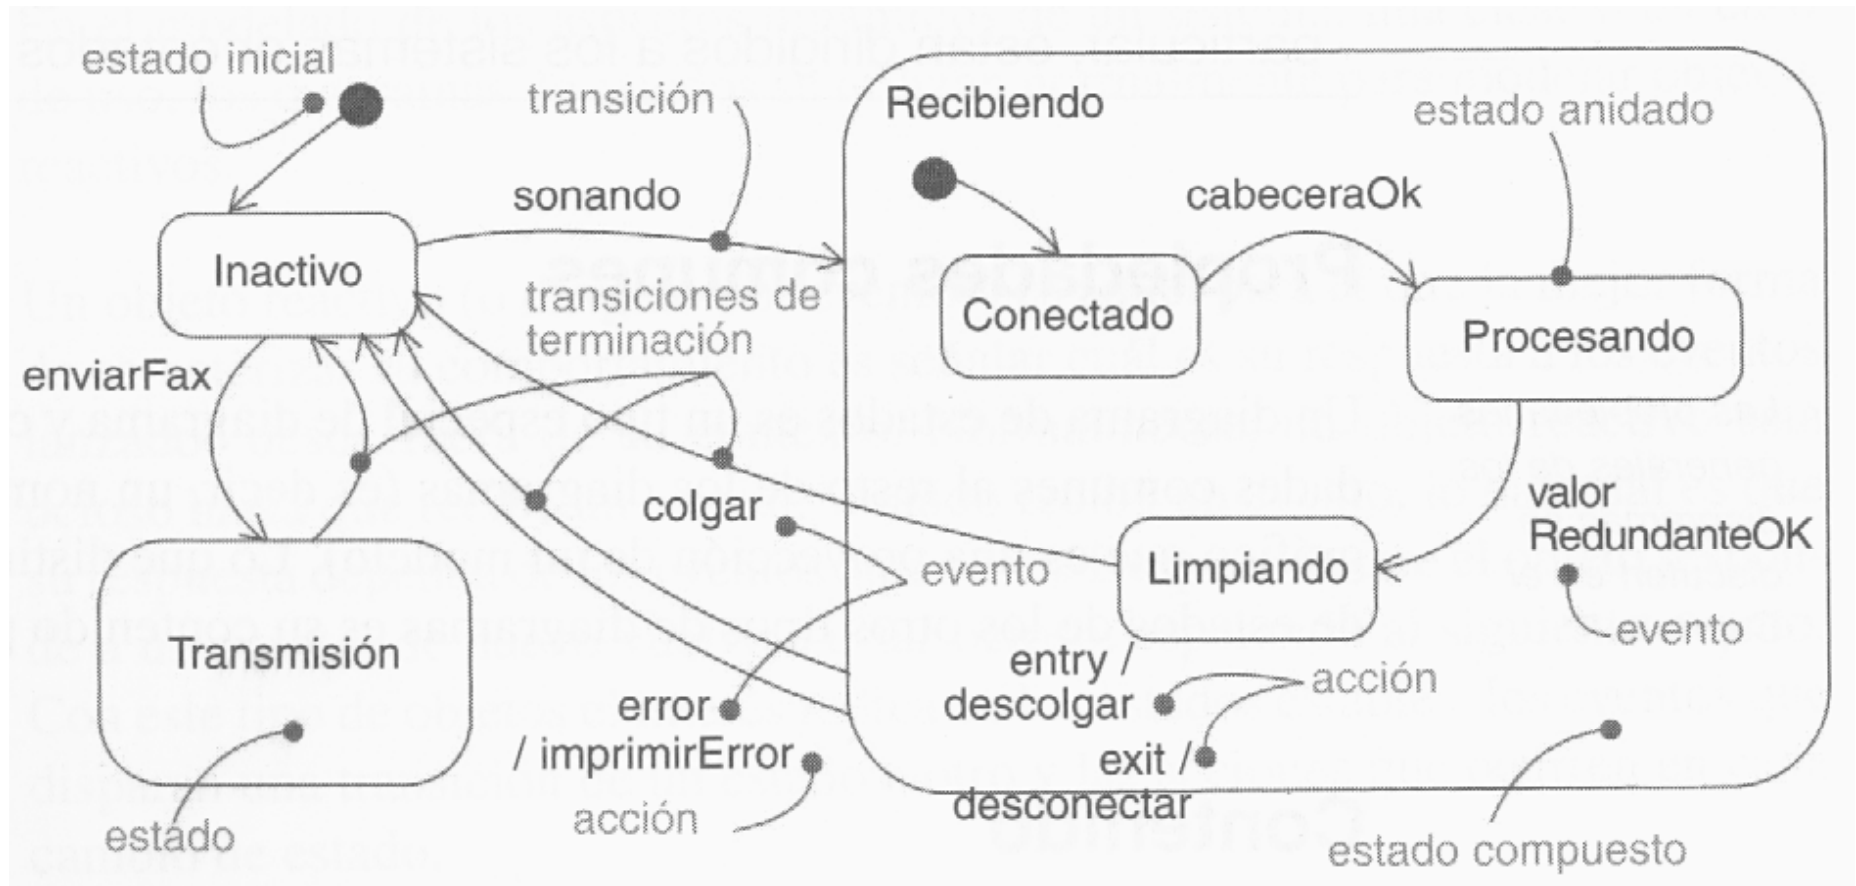 estado inicial
transición
Recibiendo
estado anidado
sonando
cabeceraOk
Inactivo
transiciones de
terminación
Conectado
Procesando
enviarFax
colgar
evento
Limpiando
valor
RedundanteOK
evento
Transmisión
entry /
descolgar
acción
error
/ imprimirError
exit /
desconectar
acción
estado
estado compuesto